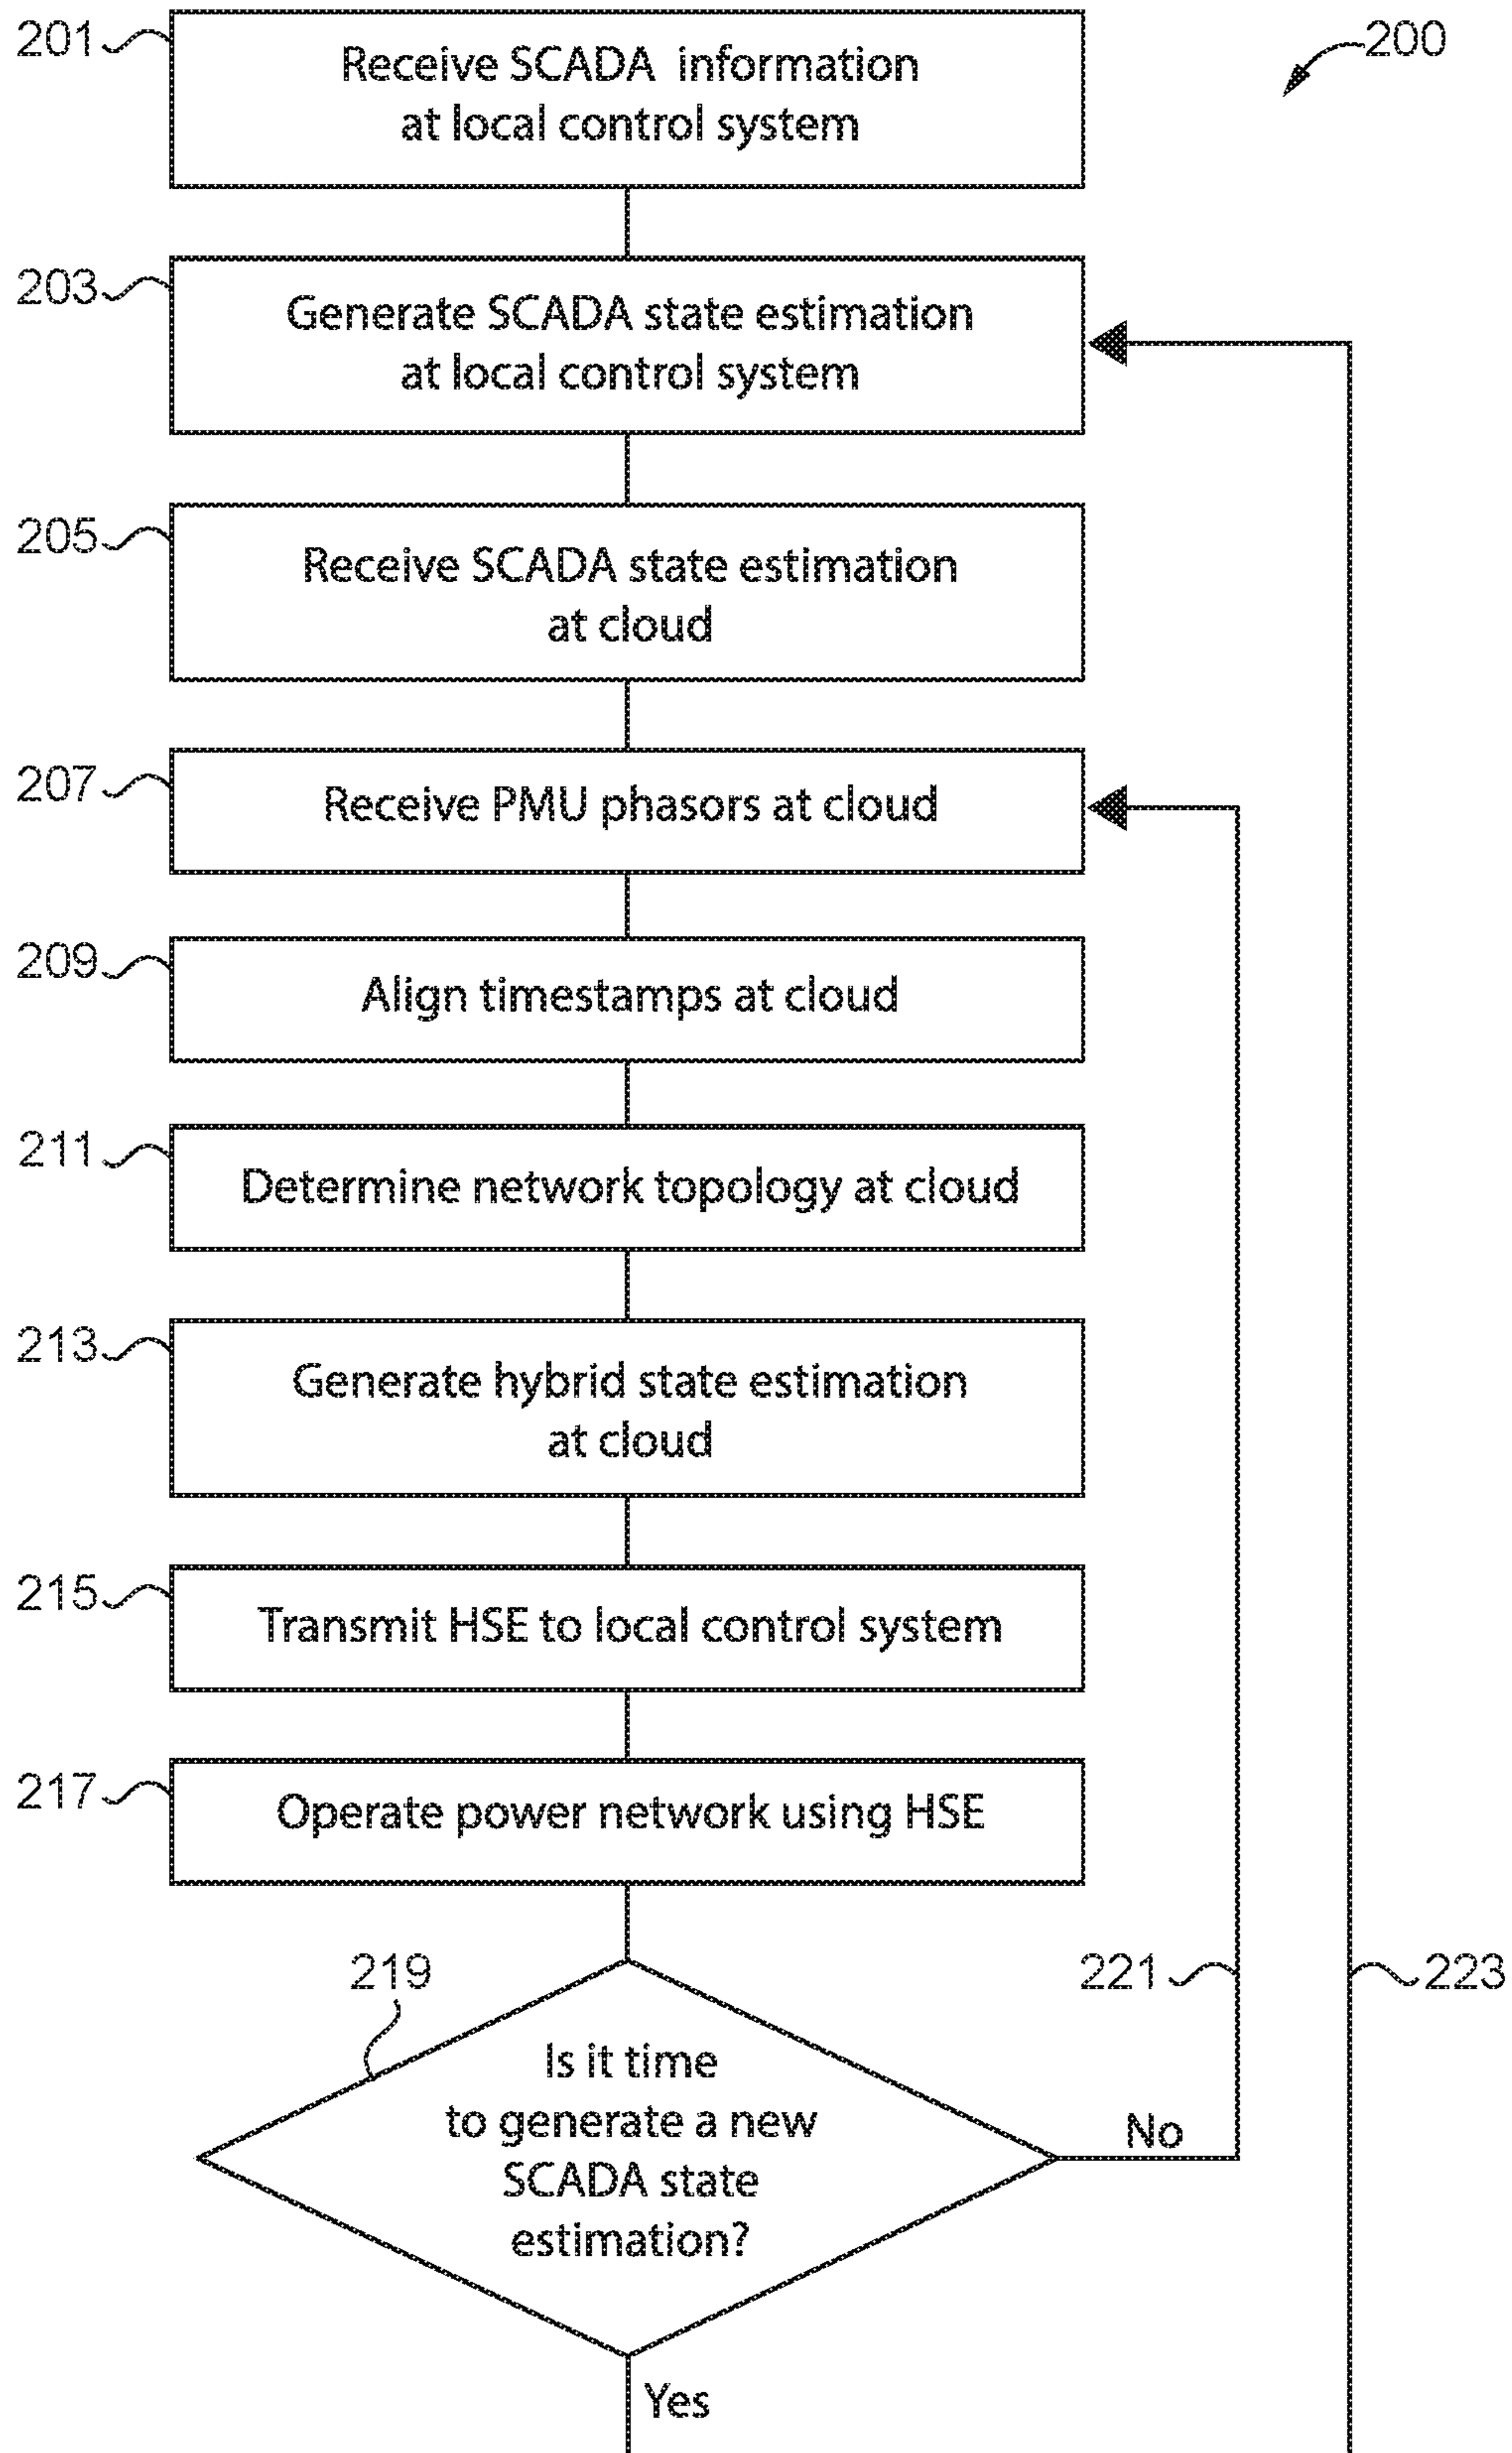 201
Receive SCADA information
at local control system
200
203
Generate SCADA state estimation
at local control system
205
Receive SCADA state estimation
at cloud
207
Receive PMU phasors at cloud
209
Align timestamps at cloud
211
Determine network topology at cloud
213
Generate hybrid state estimation
at cloud
215
Transmit HSE to local control system
217
Operate power network using HSE
219
Is it time
to generate a new
SCADA state
estimation?
221
223
No
Yes